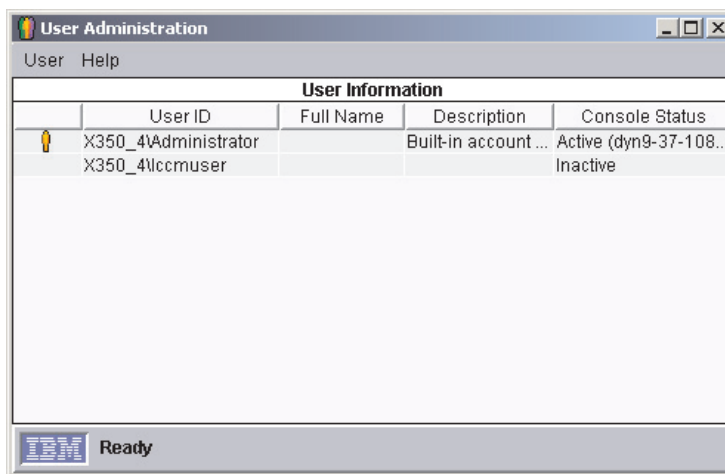 User Administration
User Help
User Information
User ID Full Name Description Console Status
X350_4\Administrator Built-in account ... Active (dyn9-37-108...
X350_4\lccmuser Inactive
IBM Ready